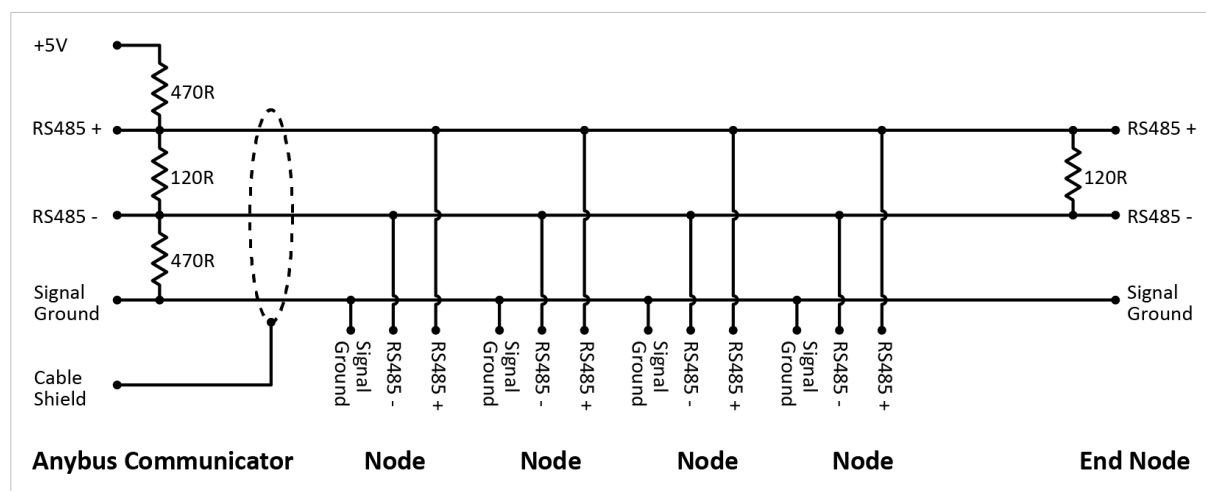 +5V
470R
RS485 +
RS485 +
120R
120R
RS485 -
RS485 -
470R
Signal
Ground
Signal
Ground
Cable
Shield
Signal
Ground
RS485 -
RS485 +
Signal
Ground
RS485 -
RS485 +
Signal
Ground
RS485 -
RS485 +
Signal
Ground
RS485 -
RS485 +
Anybus Communicator
Node
Node
Node
Node
End Node